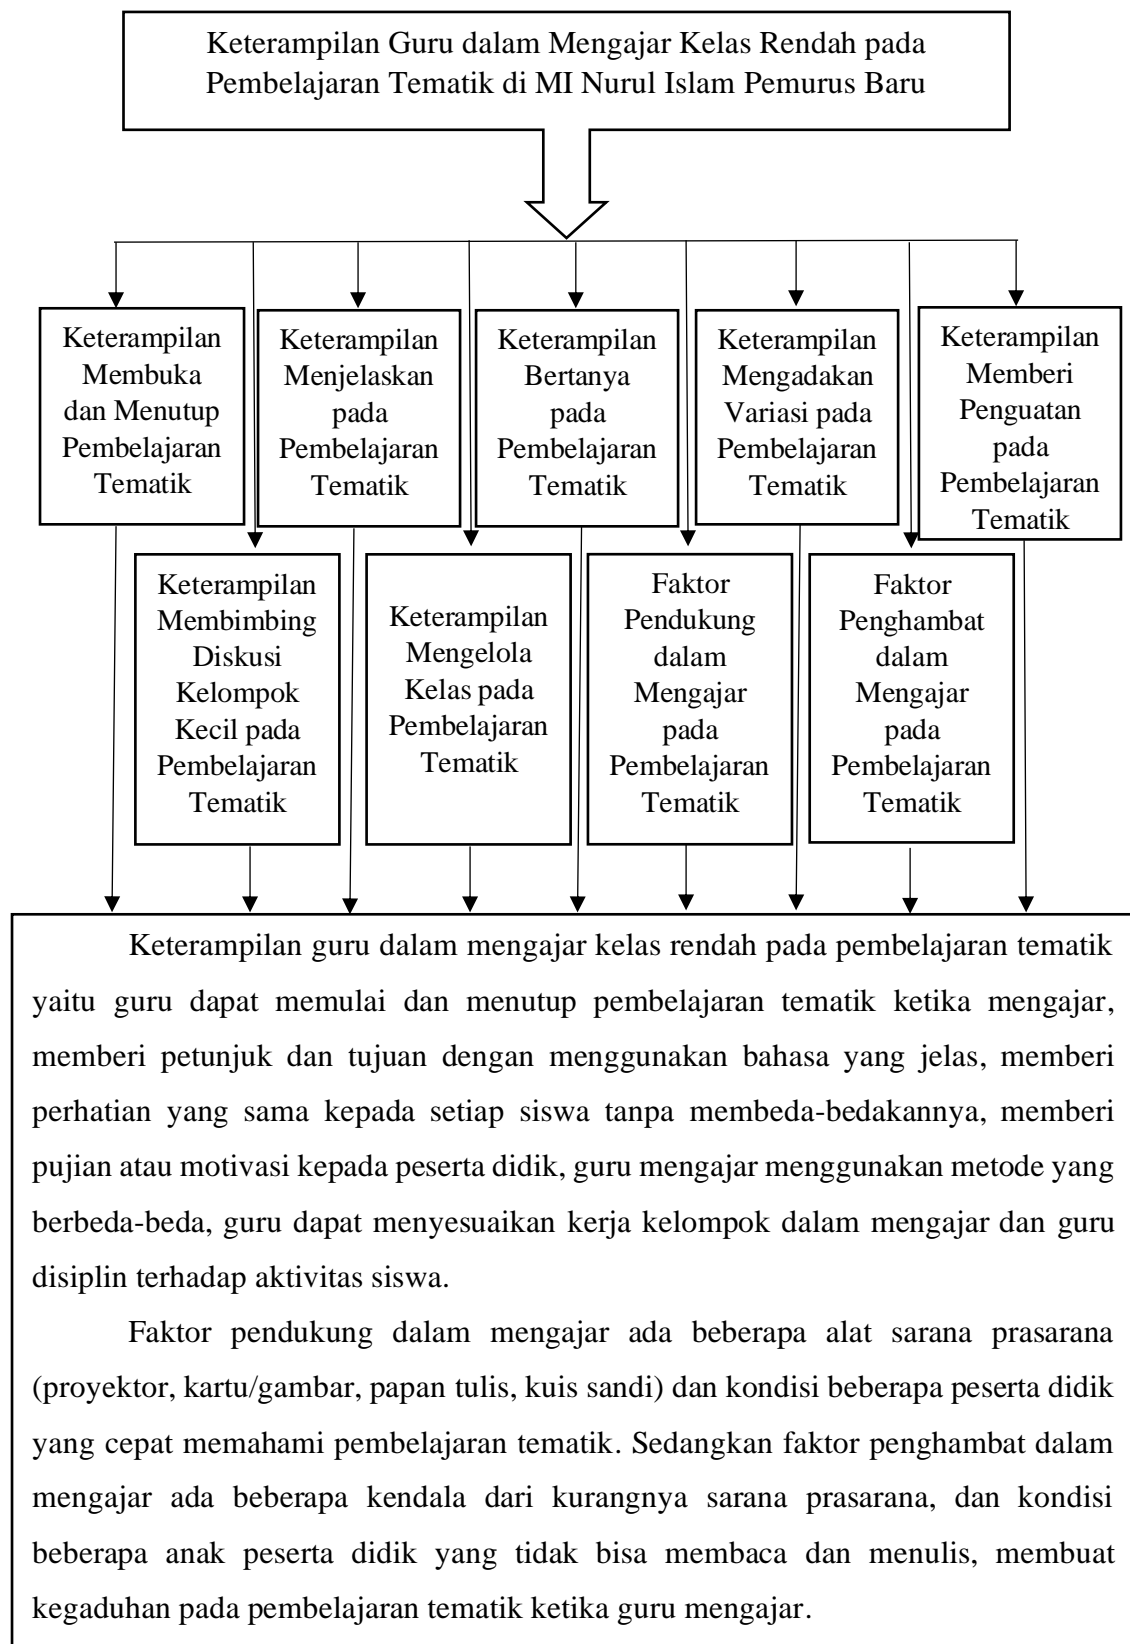 Keterampilan Guru dalam Mengajar Kelas Rendah pada
Pembelajaran Tematik di MI Nurul Islam Pemurus Baru
Keterampilan
Membuka
dan Menutup
Pembelajaran
Tematik
Keterampilan
Menjelaskan
pada
Pembelajaran
Tematik
Keterampilan
Bertanya
pada
Pembelajaran
Tematik
Keterampilan
Mengadakan
Variasi pada
Pembelajaran
Tematik
Keterampilan
Memberi
Penguatan
pada
Pembelajaran
Tematik
Keterampilan
Membimbing
Diskusi
Kelompok
Kecil pada
Pembelajaran
Tematik
Keterampilan
Mengelola
Kelas pada
Pembelajaran
Tematik
Faktor
Pendukung
dalam
Mengajar
pada
Pembelajaran
Tematik
Faktor
Penghambat
dalam
Mengajar
pada
Pembelajaran
Tematik
Keterampilan guru dalam mengajar kelas rendah pada pembelajaran tematik
yaitu guru dapat memulai dan menutup pembelajaran tematik ketika mengajar,
memberi petunjuk dan tujuan dengan menggunakan bahasa yang jelas, memberi
perhatian yang sama kepada setiap siswa tanpa membeda-bedakannya, memberi
pujian atau motivasi kepada peserta didik, guru mengajar menggunakan metode yang
berbeda-beda, guru dapat menyesuaikan kerja kelompok dalam mengajar dan guru
disiplin terhadap aktivitas siswa.
Faktor pendukung dalam mengajar ada beberapa alat sarana prasarana
(proyektor, kartu/gambar, papan tulis, kuis sandi) dan kondisi beberapa peserta didik
yang cepat memahami pembelajaran tematik. Sedangkan faktor penghambat dalam
mengajar ada beberapa kendala dari kurangnya sarana prasarana, dan kondisi
beberapa anak peserta didik yang tidak bisa membaca dan menulis, membuat
kegaduhan pada pembelajaran tematik ketika guru mengajar.